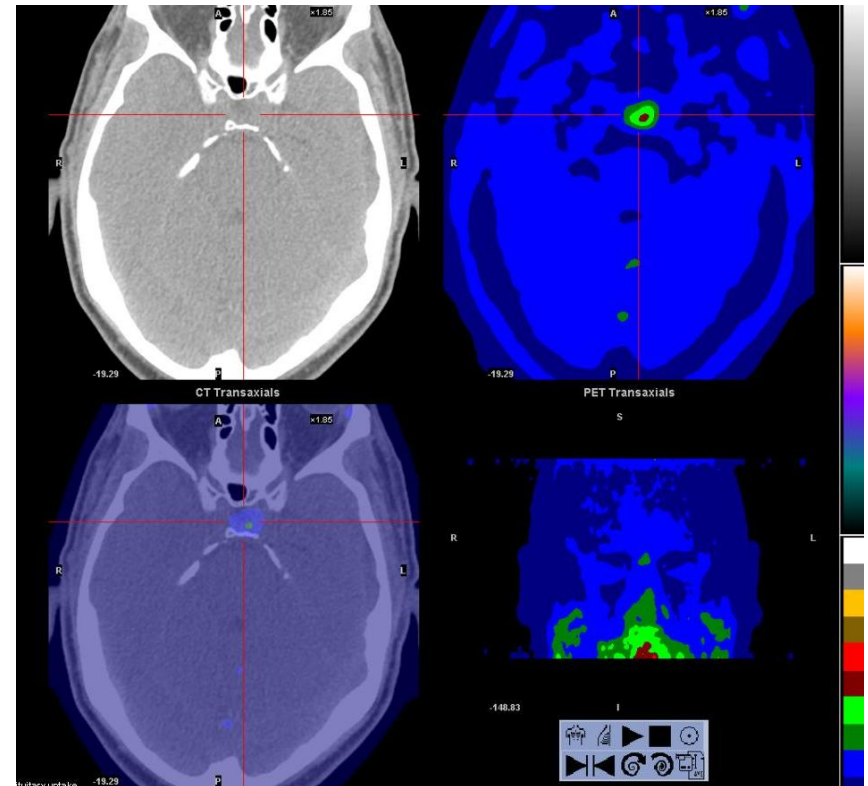 A
×1.85
A
×1.85
R
L
R
L
-19.29
P
-19.29
P
CT Transaxials
PET Transaxials
A
×1.85
S
R
L
R
L
-148.83
I
-19.29
P